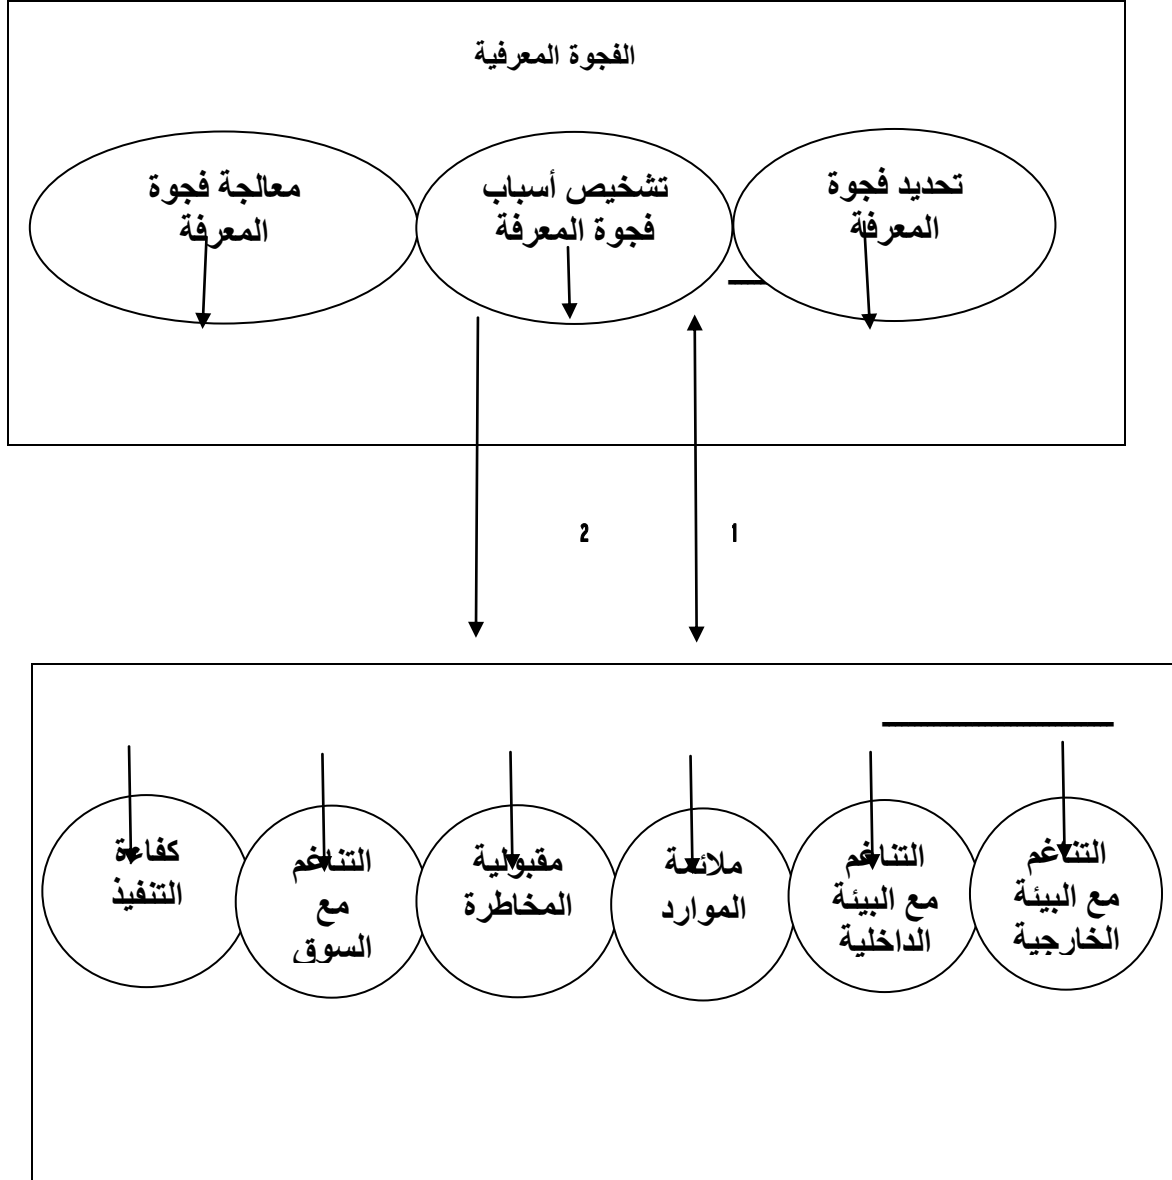 الفجوة المعرفية
تحديد فجوة
المعرفة
تشخيص أسباب
فجوة المعرفة
معالجة فجوة
المعرفة
1
2
التناغم
مع البيئة
الخارجية
التناغم
مع البيئة
الداخلية
ملائمة
الموارد
مقبولية
المخاطرة
التناغم
مع
السوق
كفاءة
التنفيذ